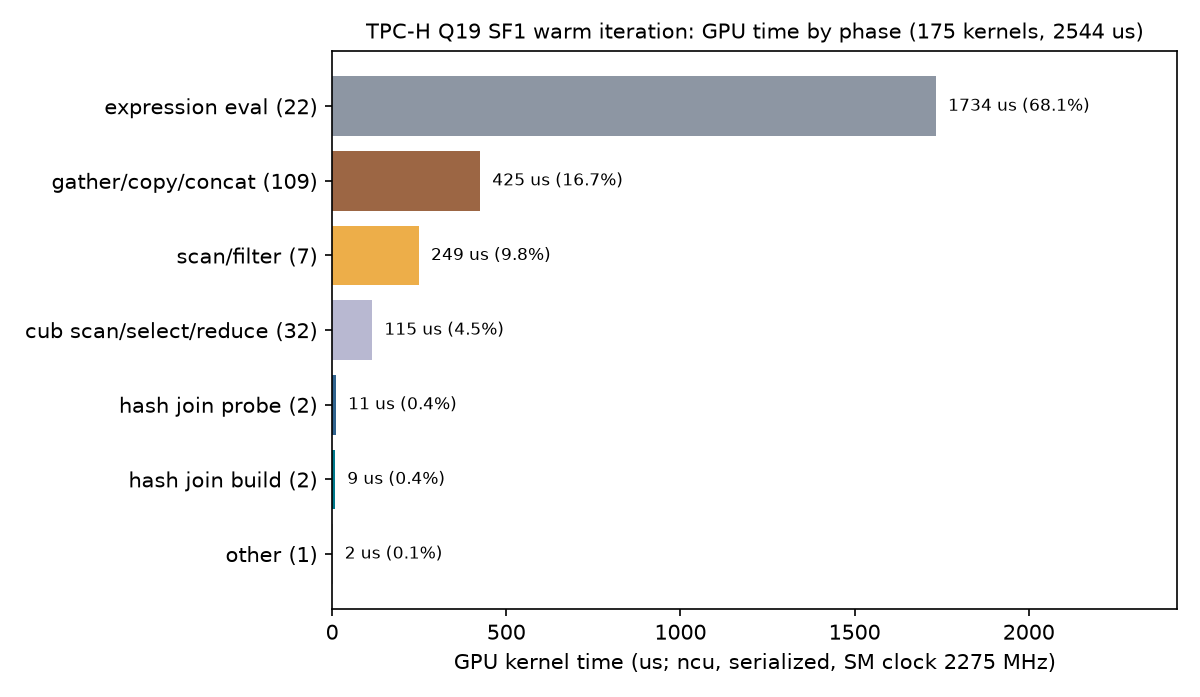 TPC-H Q19 SF1 warm iteration: GPU time by phase (175 kernels, 2544 us)
expression eval (22)
1734 us (68.1%)
gather/copy/concat (109)
425 us (16.7%)
scan/filter (7)
249 us (9.8%)
cub scan/select/reduce (32)
115 us (4.5%)
hash join probe (2)
11 us (0.4%)
hash join build (2)
9 us (0.4%)
other (1)
2 us (0.1%)
0 500 1000 1500 2000
GPU kernel time (us; ncu, serialized, SM clock 2275 MHz)